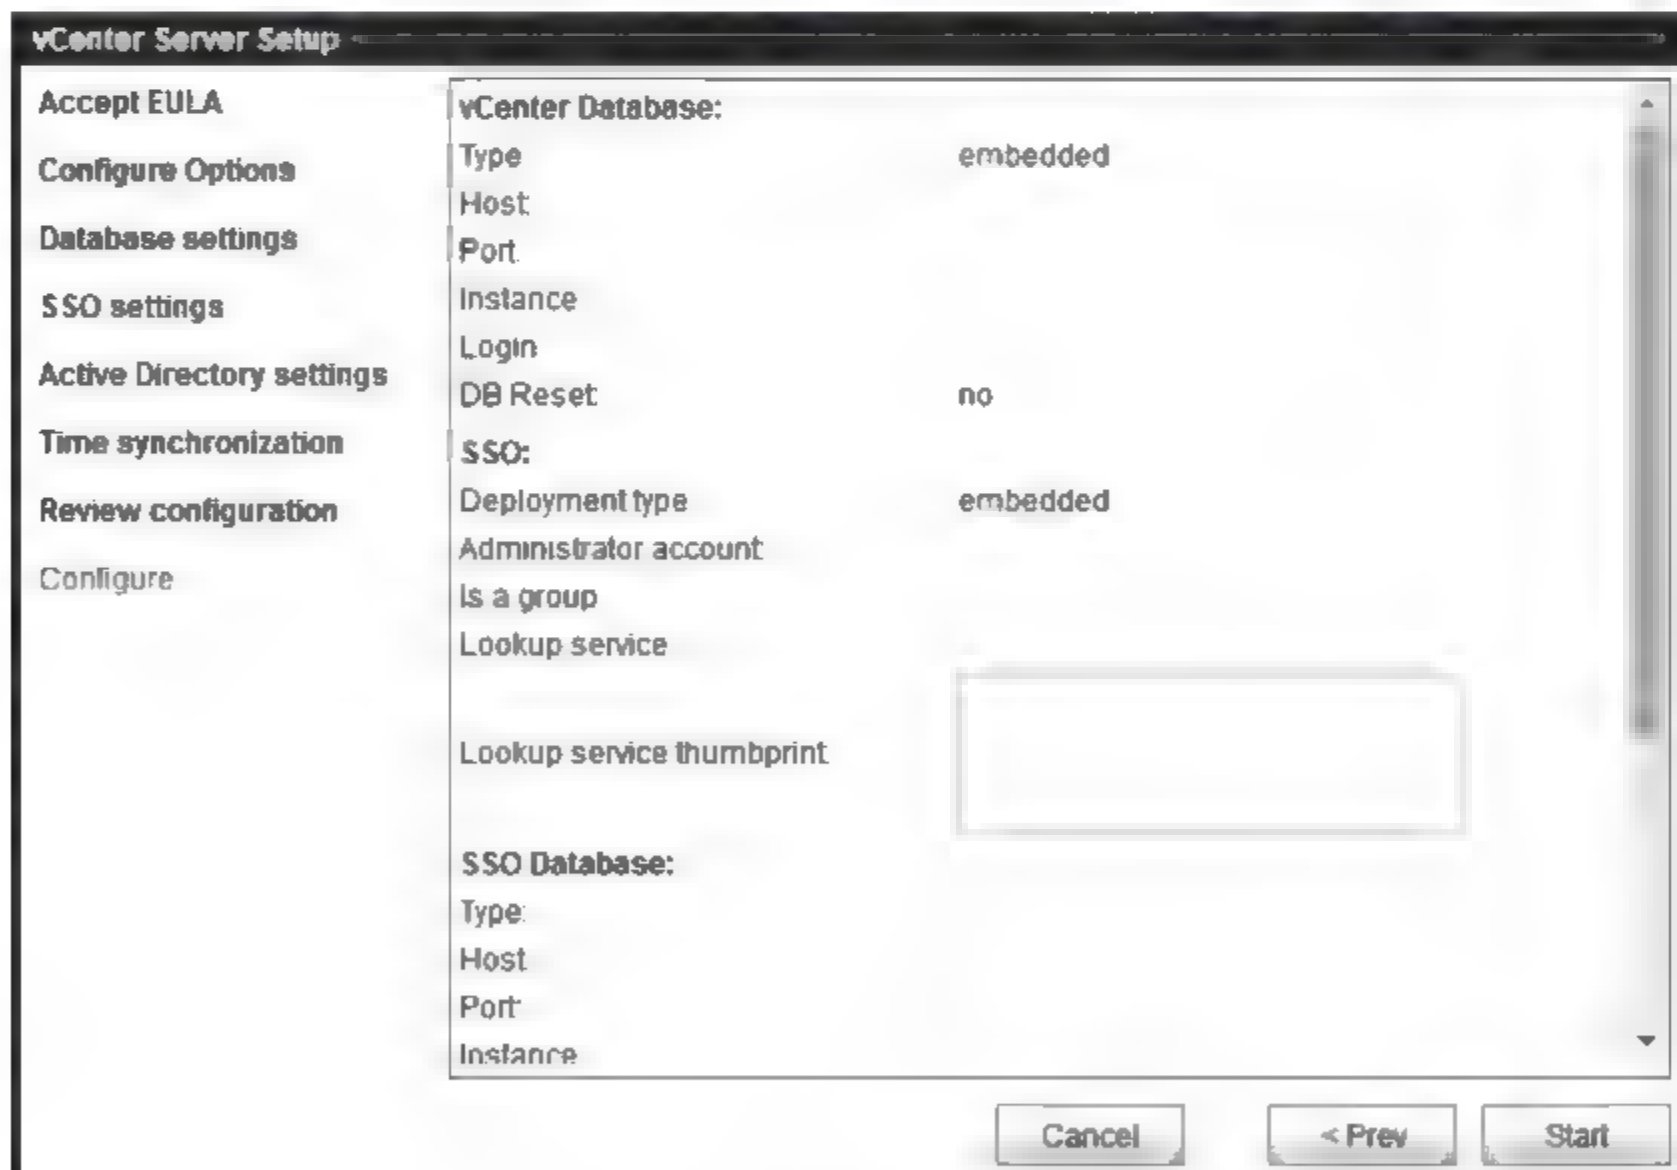 vCenter Server Setup
Accept EULA
Configure Options
Database settings
SSO settings
Active Directory settings
Time synchronization
Review configuration
Configure
vCenter Database:
Type embedded
Host:
Port:
Instance
Login
DB Reset: no
SSO:
Deployment type embedded
Administrator account:
Is a group
Lookup service
Lookup service thumbprint:
SSO Database:
Type:
Host
Port:
Instance
Cancel
< Prev
Start